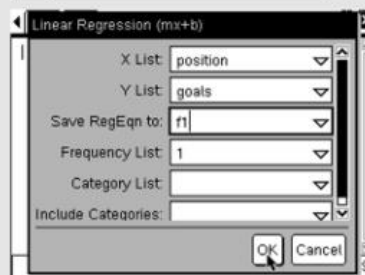 Linear Regression (mx+b)
X List: position
Y List: goals
Save RegEqn to: f1
Frequency List: 1
Category List:
Include Categories:
OK Cancel